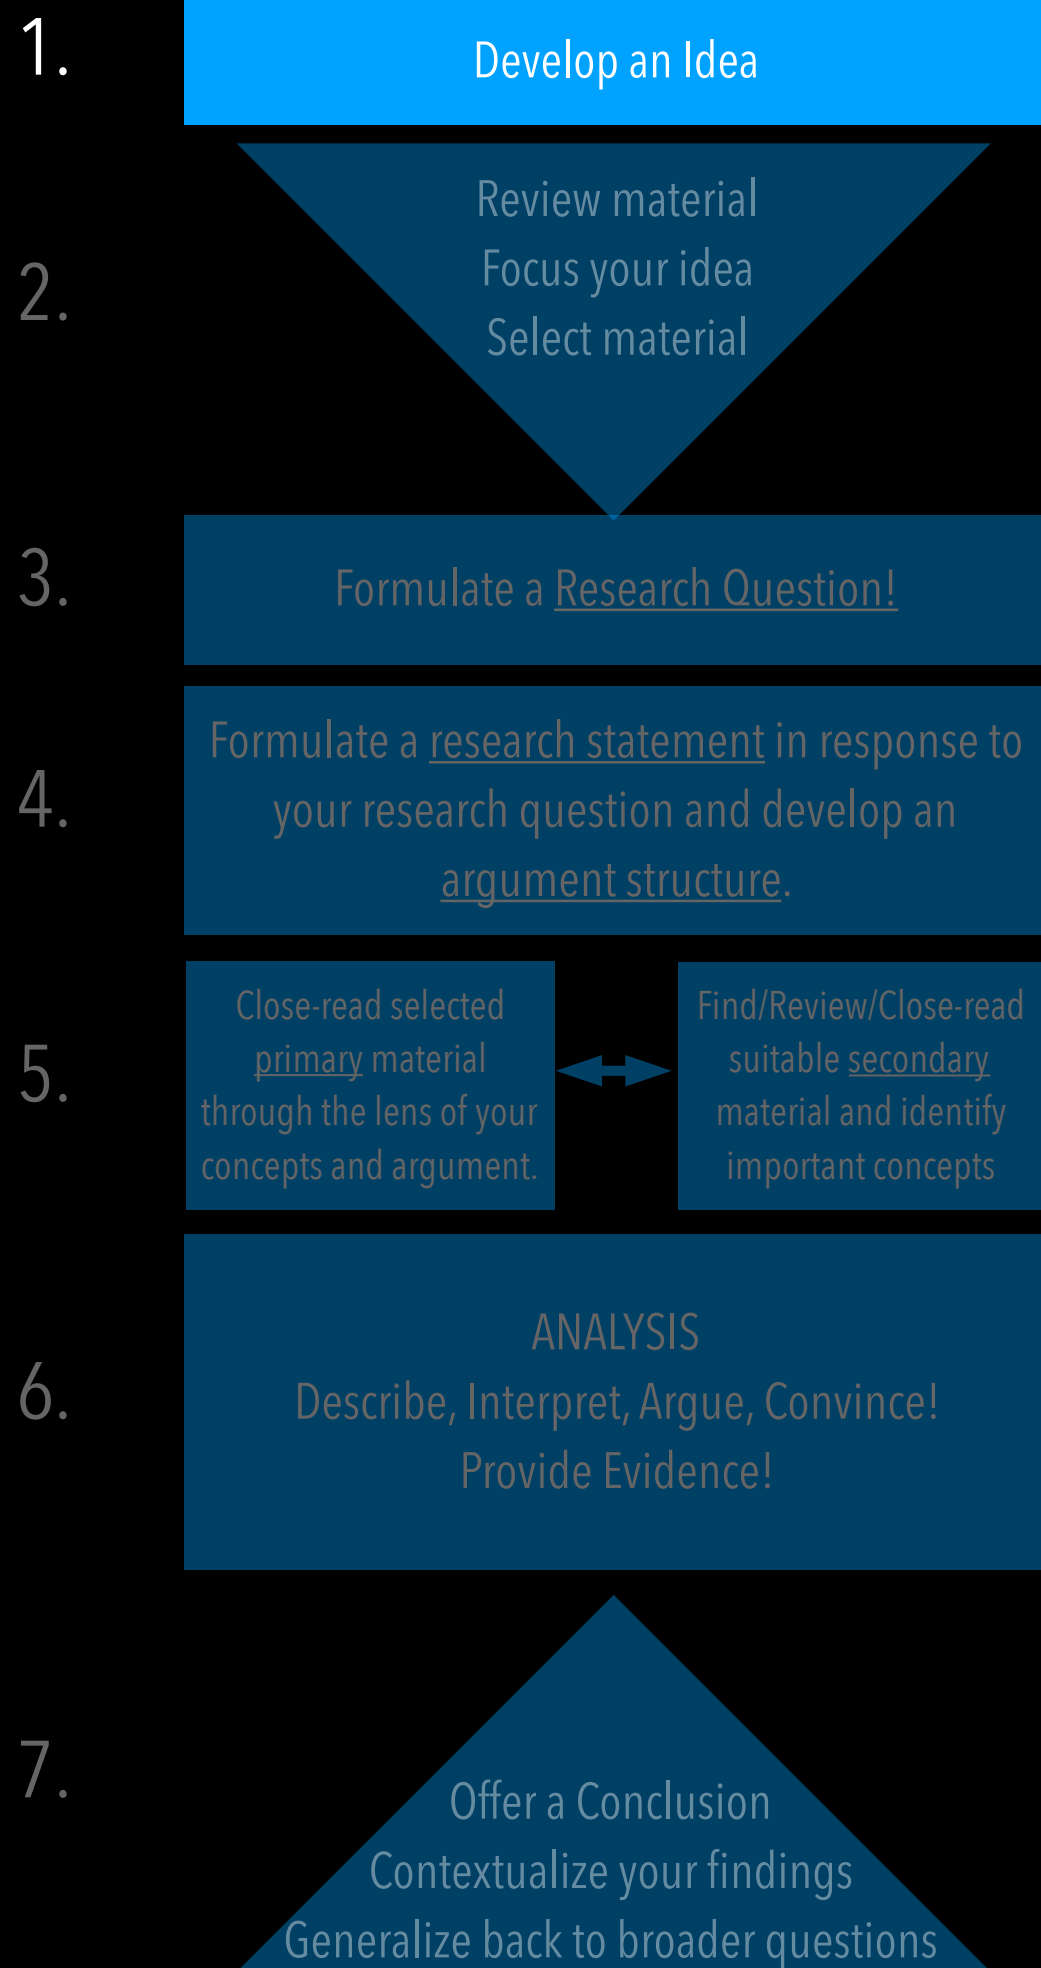 1.
Develop an Idea
2.
Review material
Focus your idea
Select material
3.
Formulate a Research Question!
4.
Formulate a research statement in response to
your research question and develop an
argument structure.
5.
Close-read selected
primary material
through the lens of your
concepts and argument.
Find/Review/Close-read
suitable secondary
material and identify
important concepts
6.
ANALYSIS
Describe, Interpret, Argue, Convince!
Provide Evidence!
7.
Offer a Conclusion
Contextualize your findings
Generalize back to broader questions